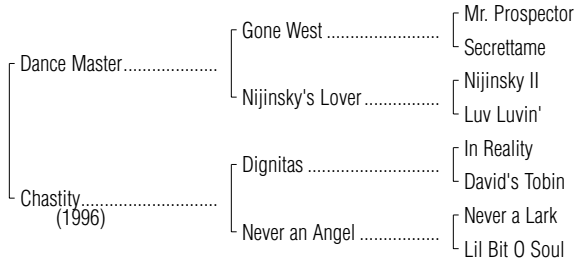 Mr. Prospector
Gone West ....................
Secrettame
Dance Master..................
Nijinsky II
Nijinsky's Lover ..............
Luv Luvin'
In Reality
Dignitas .......................
David's Tobin
Chastity..........................
(1996)
Never a Lark
Never an Angel ...............
Lil Bit O Soul